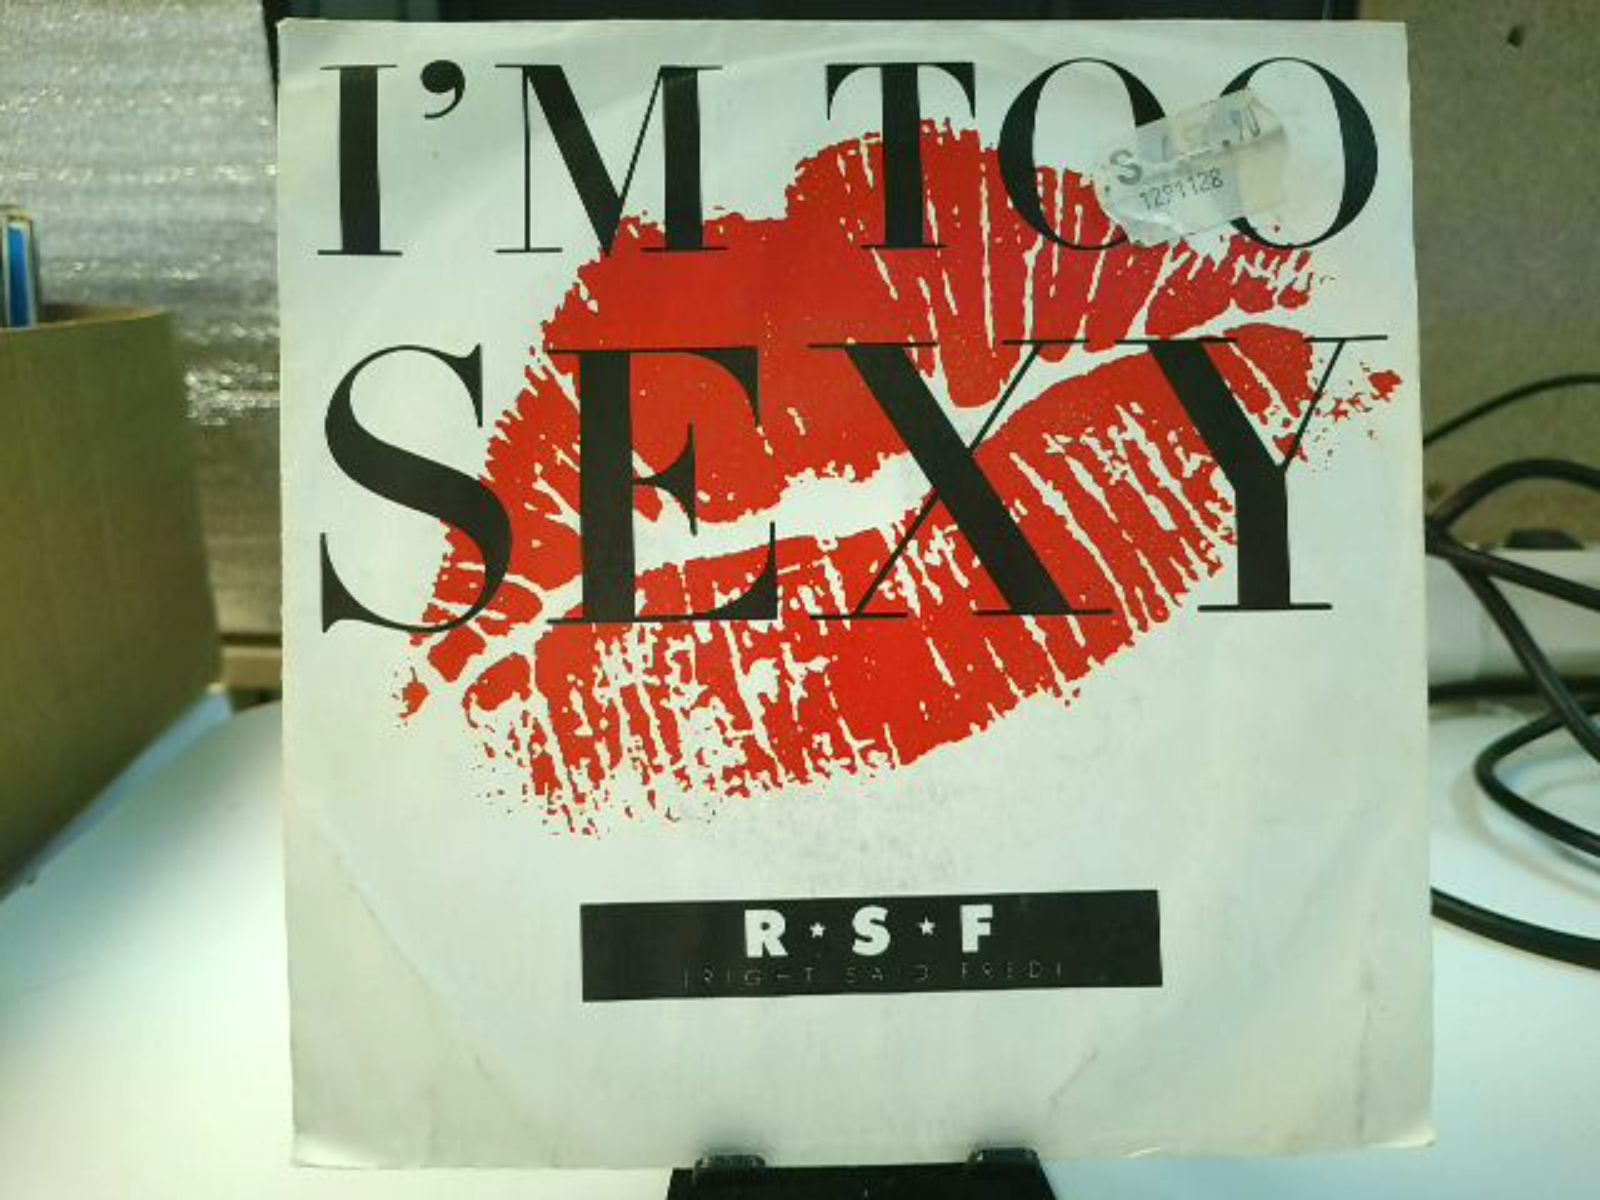 I'M TOO
S
1291128
SEXY
R★S★F
(RIGHT SAID FRED)